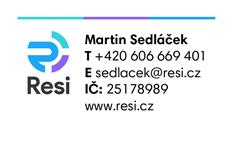 Resi
Martin Sedláček
T +420 606 669 401
E sedlacek@resi.cz
IČ: 25178989
www.resi.cz